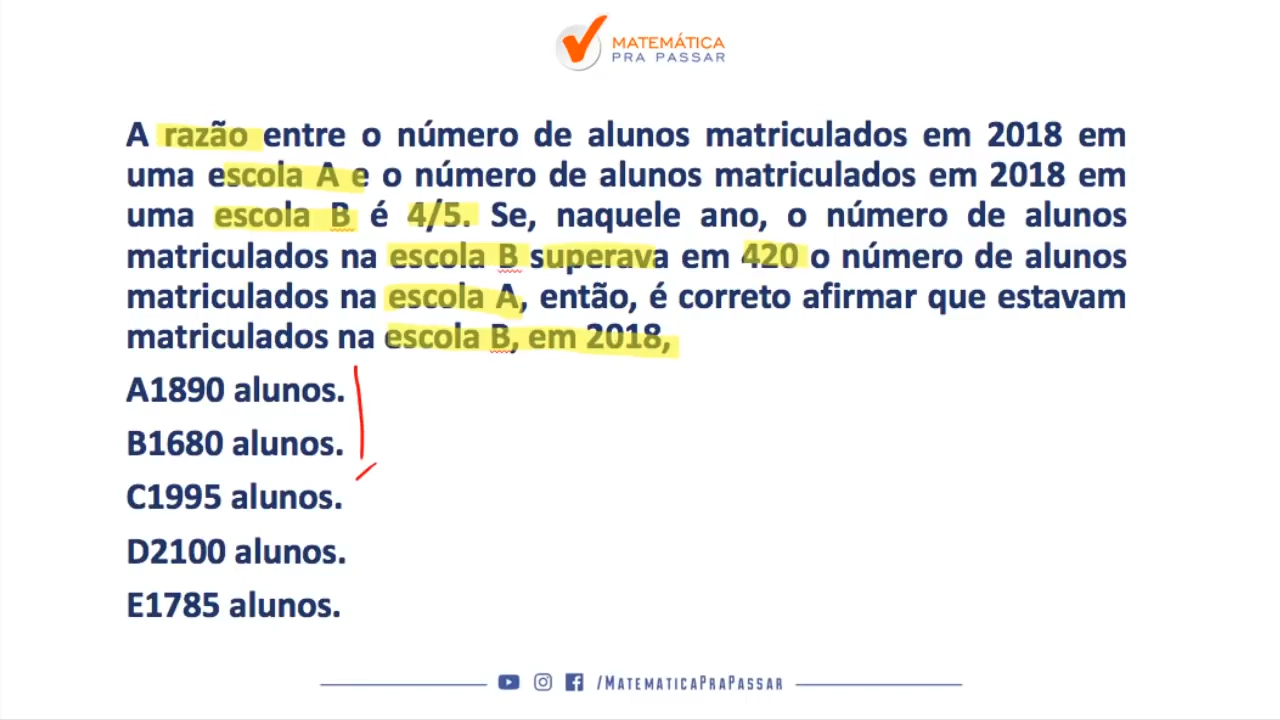 MATEMÁTICA
PRA PASSAR
A razão entre o número de alunos matriculados em 2018 em
uma escola A e o número de alunos matriculados em 2018 em
uma escola B é 4/5. Se, naquele ano, o número de alunos
matriculados na escola B superava em 420 o número de alunos
matriculados na escola A, então, é correto afirmar que estavam
matriculados na escola B, em 2018,
A1890 alunos.
B1680 alunos.
C1995 alunos.
D2100 alunos.
E1785 alunos.
/MATEMATICAPRAPASSAR